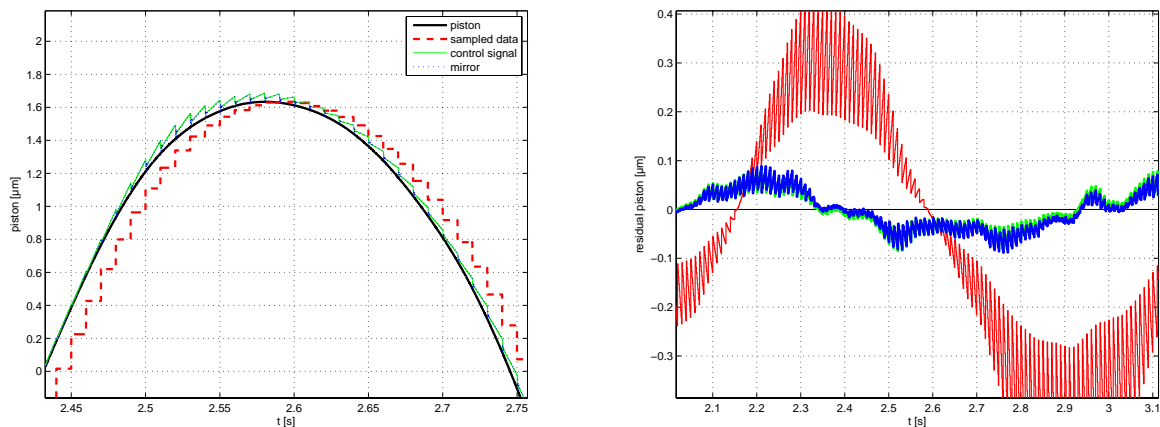 2
1.8
1.6
1.4
1.2
1
0.8
0.6
0.4
0.2
0
piston [µm]
2.45 2.5 2.55 2.6 2.65 2.7 2.75
t [s]
piston
sampled data
control signal
mirror
0.4
0.3
0.2
0.1
0
−0.1
−0.2
−0.3
residual piston [µm]
2.1 2.2 2.3 2.4 2.5 2.6 2.7 2.8 2.9 3 3.1
t [s]